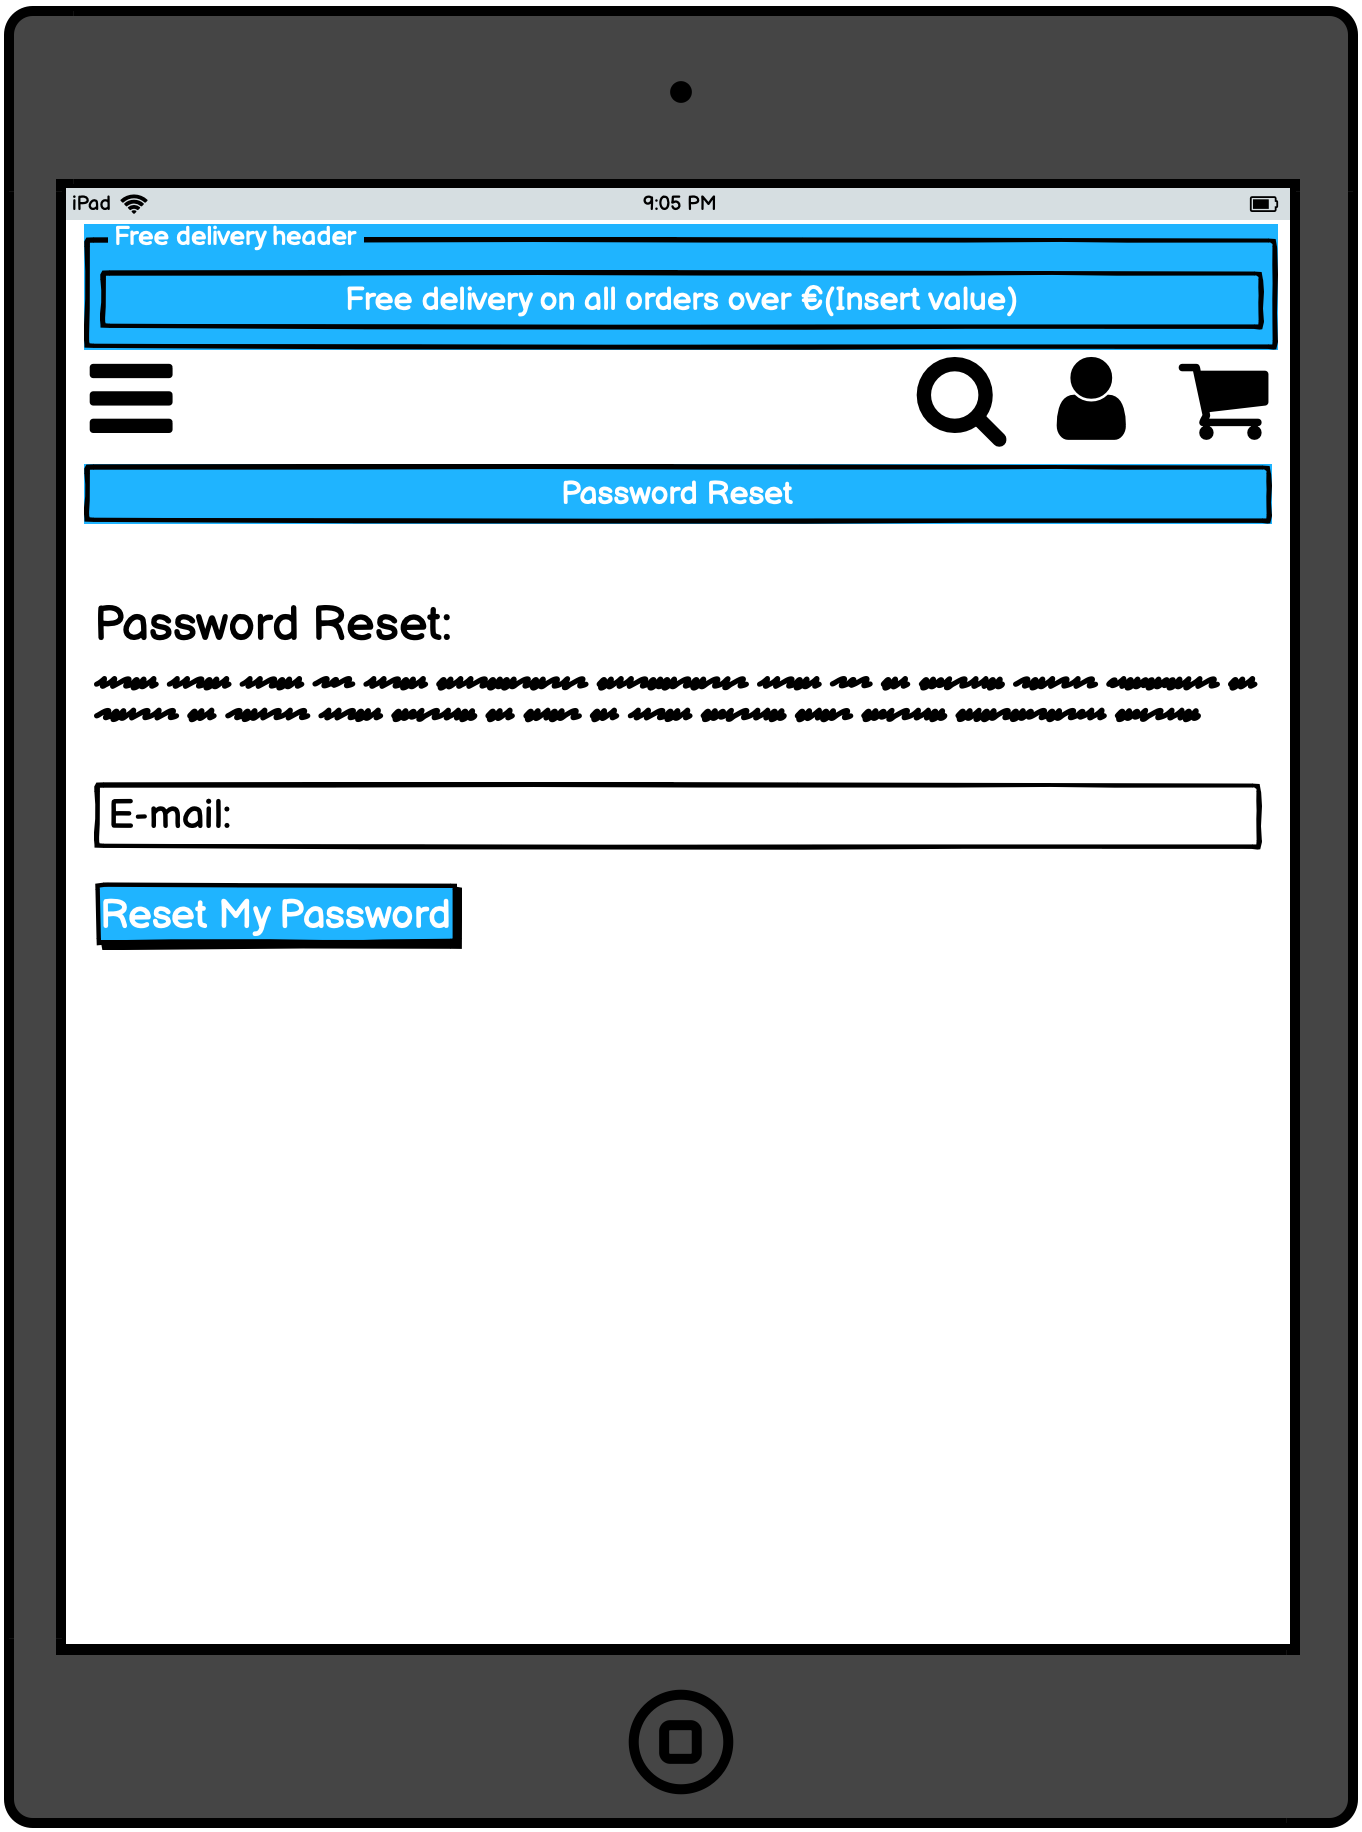 iPad
9:05 PM
Free delivery header
Free delivery on all orders over €(Insert value)
Password Reset
Password Reset:
E-mail:
Reset My Password